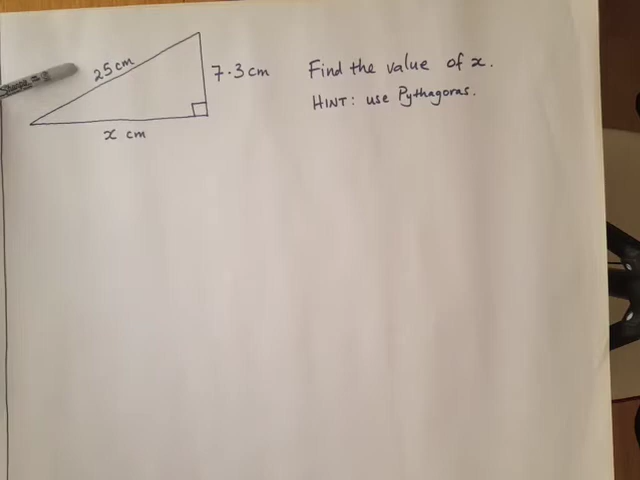 25 cm
7.3 cm
x cm
Find the value of x.
HINT: use Pythagoras.